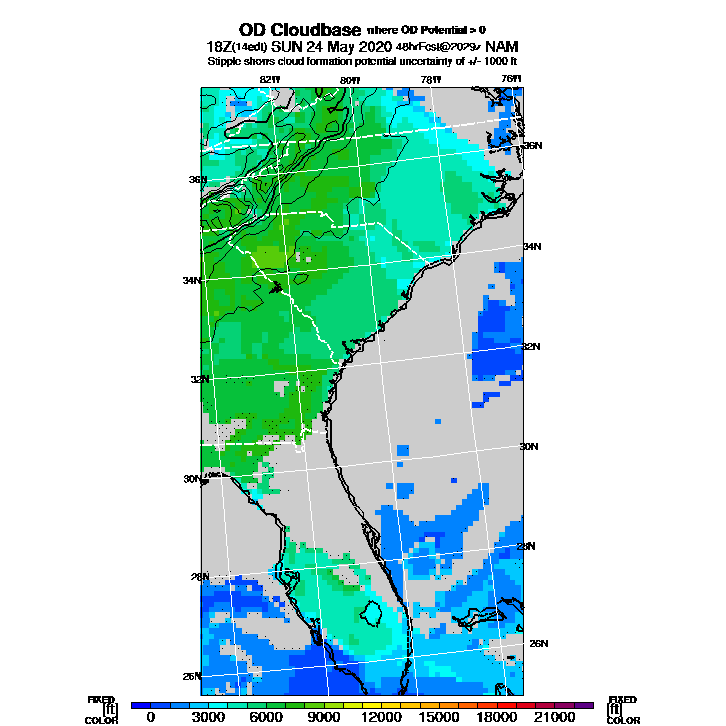 OD Cloudbase where OD Potential > 0
18Z(14edt) SUN 24 May 2020 48hrFcst@2029z NAM
Stipple shows cloud formation potential uncertainty of +/- 1000 ft
82W 80W 78W 76W
36N
36N
34N
34N
32N
32N
30N
30N
28N
28N
26N
26N
FIXED FIXED
[ft] [ft]
COLOR COLOR
0 3000 6000 9000 12000 15000 18000 21000